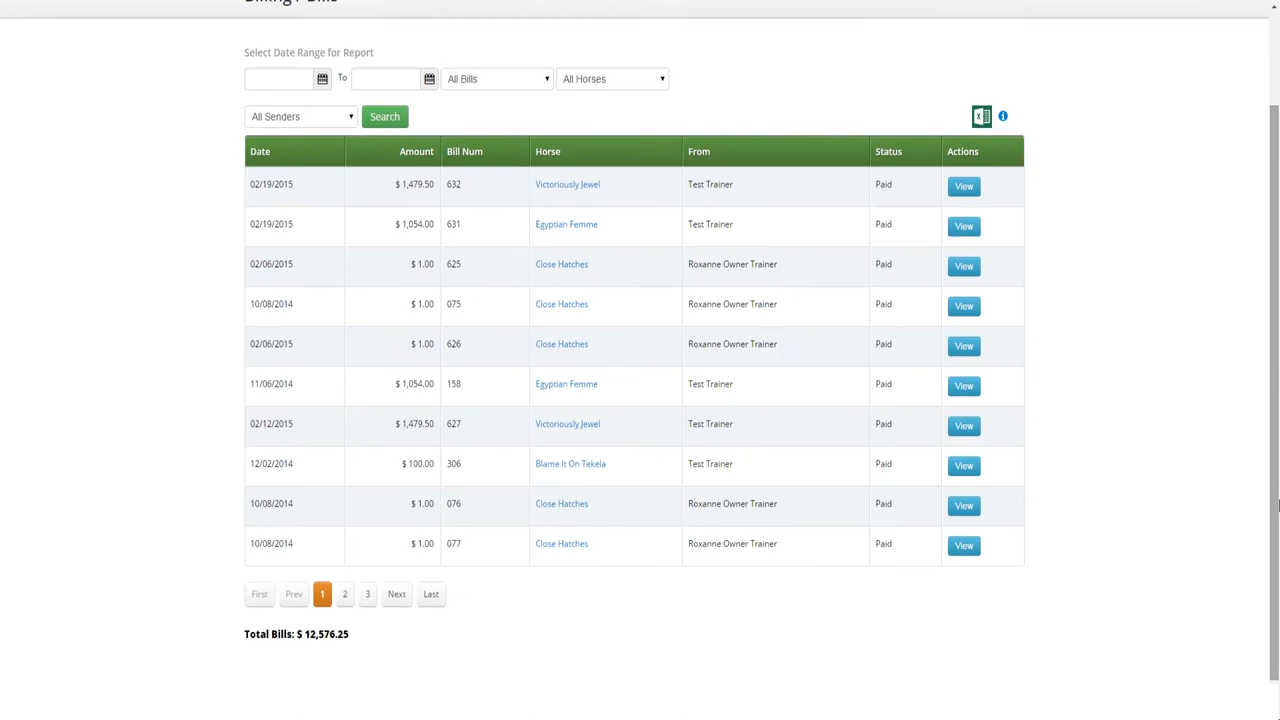 Billing / Bills
Select Date Range for Report
To All Bills All Horses
All Senders Search
Date Amount Bill Num Horse From Status Actions
02/19/2015 $ 1,479.50 632 Victoriously Jewel Test Trainer Paid View
02/19/2015 $ 1,054.00 631 Egyptian Femme Test Trainer Paid View
02/06/2015 $ 1.00 625 Close Hatches Roxanne Owner Trainer Paid View
10/08/2014 $ 1.00 075 Close Hatches Roxanne Owner Trainer Paid View
02/06/2015 $ 1.00 626 Close Hatches Roxanne Owner Trainer Paid View
11/06/2014 $ 1,054.00 158 Egyptian Femme Test Trainer Paid View
02/12/2015 $ 1,479.50 627 Victoriously Jewel Test Trainer Paid View
12/02/2014 $ 100.00 306 Blame It On Tekela Test Trainer Paid View
10/08/2014 $ 1.00 076 Close Hatches Roxanne Owner Trainer Paid View
10/08/2014 $ 1.00 077 Close Hatches Roxanne Owner Trainer Paid View
First Prev 1 2 3 Next Last
Total Bills: $ 12,576.25